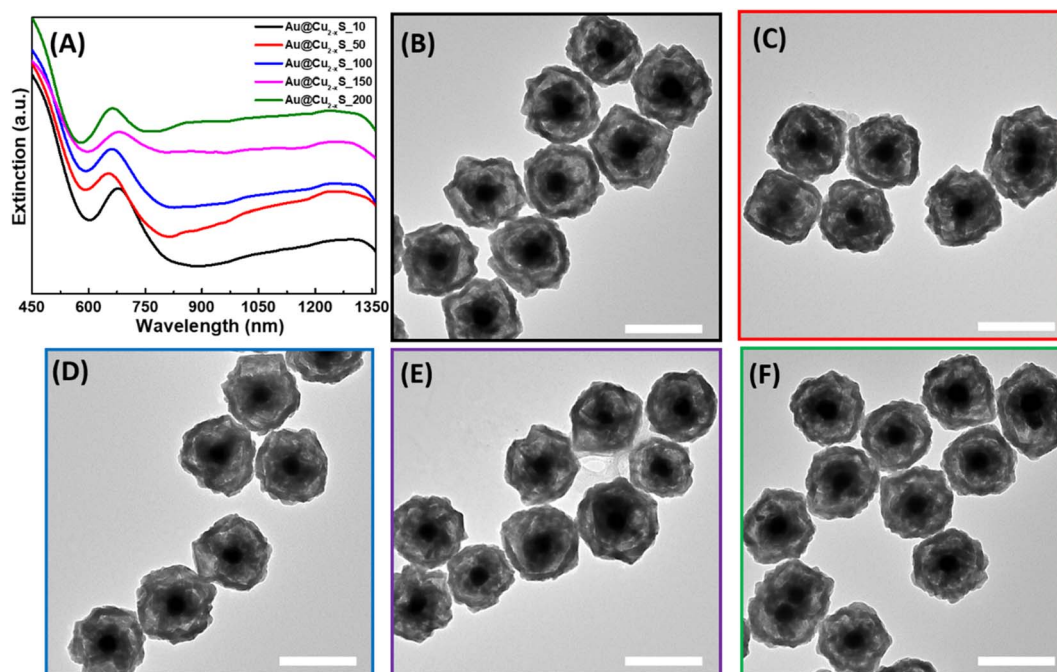 (A)
Au@Cu₂₋ₓS_10
Au@Cu₂₋ₓS_50
Au@Cu₂₋ₓS_100
Au@Cu₂₋ₓS_150
Au@Cu₂₋ₓS_200
Extinction (a.u.)
450 600 750 900 1050 1200 1350
Wavelength (nm)
(B)
(C)
(D)
(E)
(F)